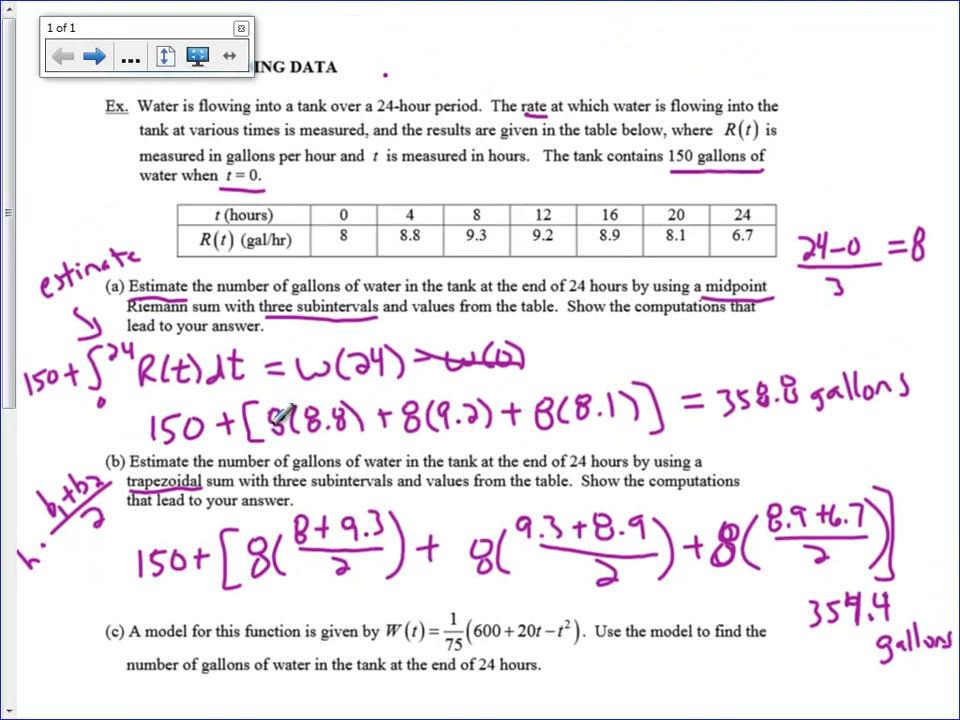 1 of 1
ING DATA
Ex. Water is flowing into a tank over a 24-hour period. The rate at which water is flowing into the
tank at various times is measured, and the results are given in the table below, where R(t) is
measured in gallons per hour and t is measured in hours. The tank contains 150 gallons of
water when t = 0.
t (hours) 0 4 8 12 16 20 24
R(t) (gal/hr) 8 8.8 9.3 9.2 8.9 8.1 6.7
24-0/3 = 8
estimate
(a) Estimate the number of gallons of water in the tank at the end of 24 hours by using a midpoint
Riemann sum with three subintervals and values from the table. Show the computations that
lead to your answer.
150 + ∫₀²⁴ R(t)dt = w(24) - w(0)
150 + [8(8.8) + 8(9.2) + 8(8.1)] = 358.8 gallons
(b) Estimate the number of gallons of water in the tank at the end of 24 hours by using a
trapezoidal sum with three subintervals and values from the table. Show the computations
that lead to your answer.
h · b₁+b₂/2
150 + [8(8+9.3/2) + 8(9.3+8.9/2) + 8(8.9+6.7/2)]
354.4
gallons
(c) A model for this function is given by W(t) = 1/75(600+20t-t²). Use the model to find the
number of gallons of water in the tank at the end of 24 hours.